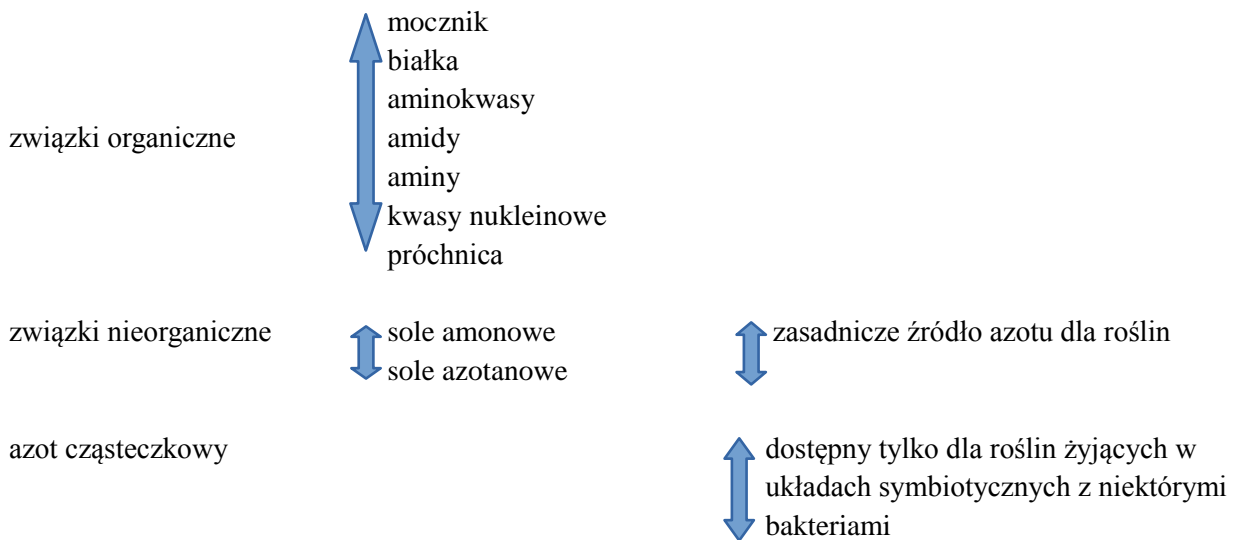 mocznik
białka
aminokwasy
związki organiczne amidy
aminy
kwasy nukleinowe
próchnica
związki nieorganiczne sole amonowe zasadnicze źródło azotu dla roślin
sole azotanowe
azot cząsteczkowy dostępny tylko dla roślin żyjących w
układach symbiotycznych z niektórymi
bakteriami